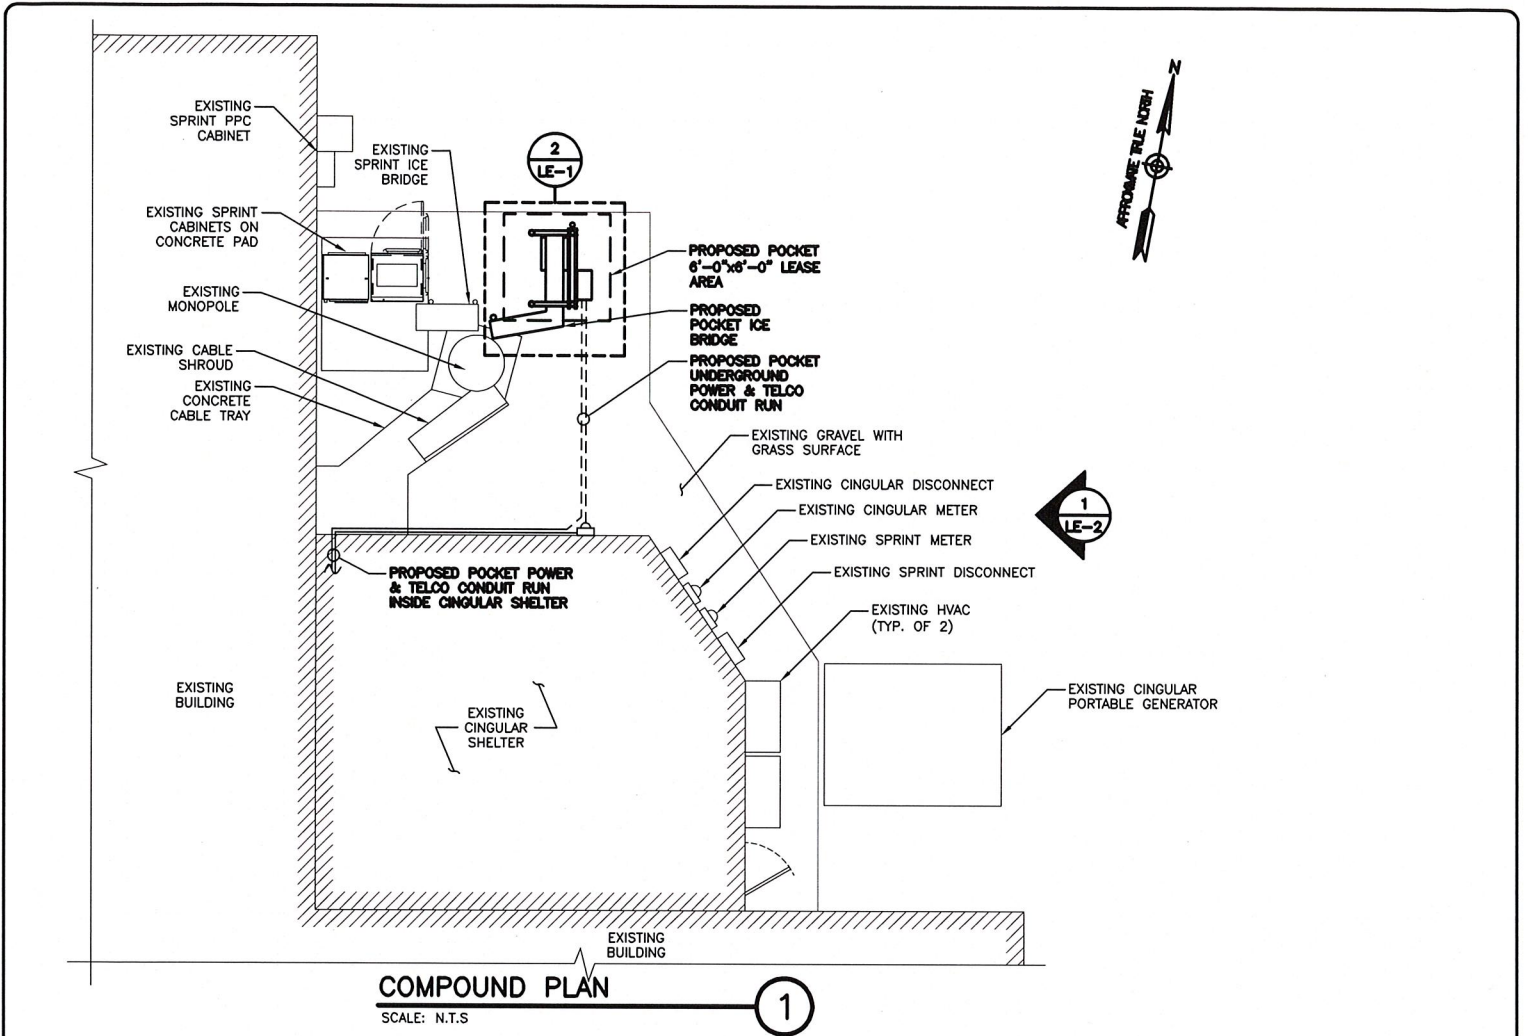 EXISTING
SPRINT PPC
CABINET
EXISTING
SPRINT ICE
BRIDGE
2
LE-1
N
APPROXIMATE TRUE NORTH
EXISTING SPRINT
CABINETS ON
CONCRETE PAD
PROPOSED POCKET
6'-0"x6'-0" LEASE
AREA
EXISTING
MONOPOLE
PROPOSED
POCKET ICE
BRIDGE
EXISTING CABLE
SHROUD
PROPOSED POCKET
UNDERGROUND
POWER & TELCO
CONDUIT RUN
EXISTING
CONCRETE
CABLE TRAY
EXISTING GRAVEL WITH
GRASS SURFACE
EXISTING CINGULAR DISCONNECT
EXISTING CINGULAR METER
1
LE-2
EXISTING SPRINT METER
EXISTING SPRINT DISCONNECT
PROPOSED POCKET POWER
& TELCO CONDUIT RUN
INSIDE CINGULAR SHELTER
EXISTING HVAC
(TYP. OF 2)
EXISTING
BUILDING
EXISTING
CINGULAR
SHELTER
EXISTING CINGULAR
PORTABLE GENERATOR
EXISTING
BUILDING
COMPOUND PLAN
SCALE: N.T.S
1